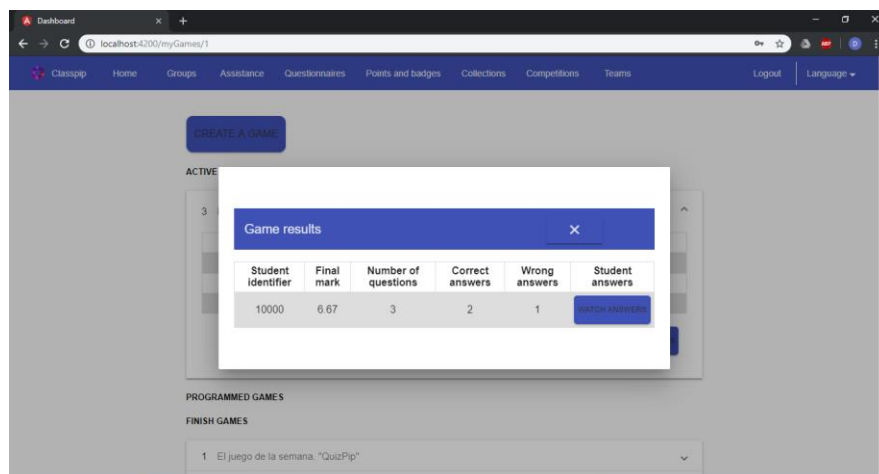 Dashboard
localhost:4200/myGames/1
Classpip Home Groups Assistance Questionnaires Points and badges Collections Competitions Teams Logout Language
CREATE A GAME
ACTIVE
3
Game results
Student identifier Final mark Number of questions Correct answers Wrong answers Student answers
10000 6.67 3 2 1 WATCH ANSWERS
PROGRAMMED GAMES
FINISH GAMES
1 El juego de la semana. "QuizPip"